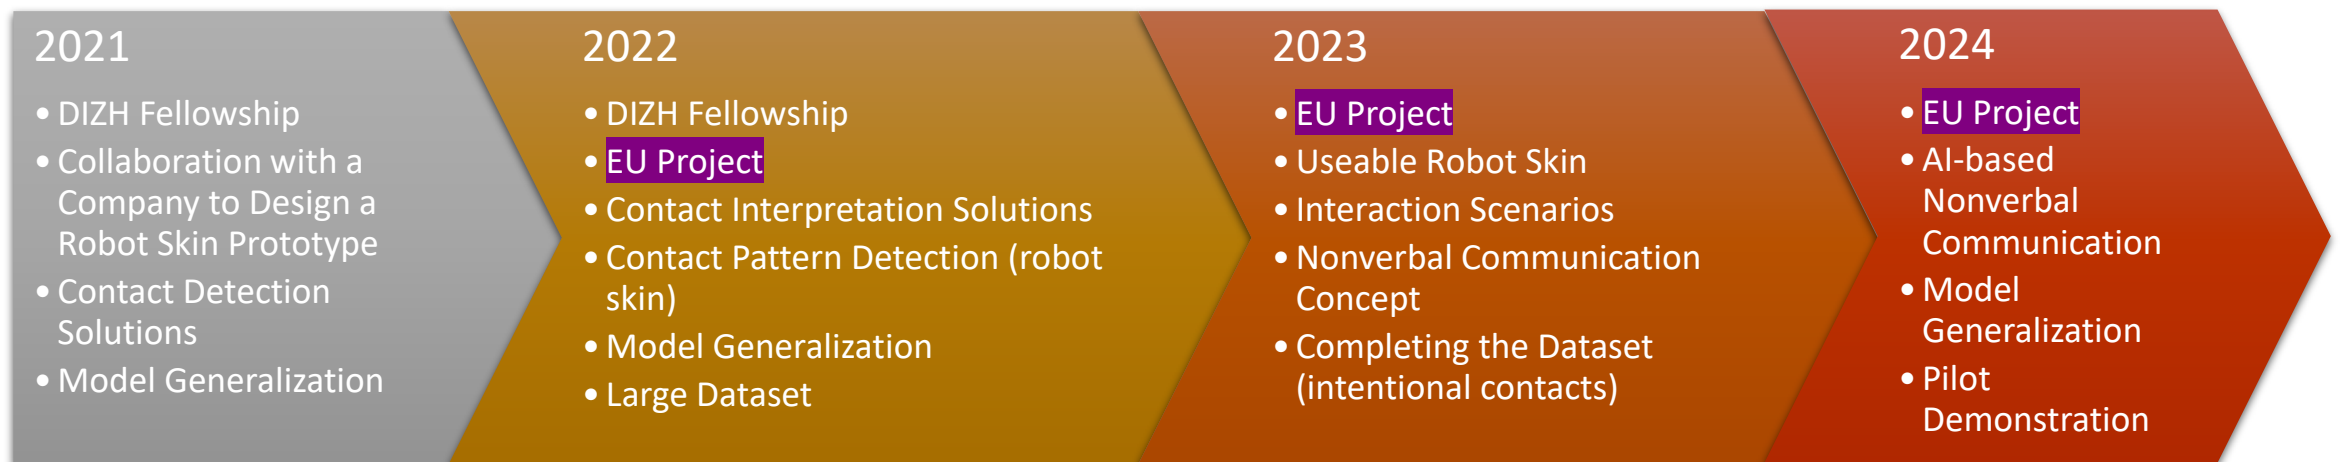 2021
• DIZH Fellowship
• Collaboration with a
Company to Design a
Robot Skin Prototype
• Contact Detection
Solutions
• Model Generalization
2022
• DIZH Fellowship
• EU Project
• Contact Interpretation Solutions
• Contact Pattern Detection (robot
skin)
• Model Generalization
• Large Dataset
2023
• EU Project
• Useable Robot Skin
• Interaction Scenarios
• Nonverbal Communication
Concept
• Completing the Dataset
(intentional contacts)
2024
• EU Project
• AI-based
Nonverbal
Communication
• Model
Generalization
• Pilot
Demonstration